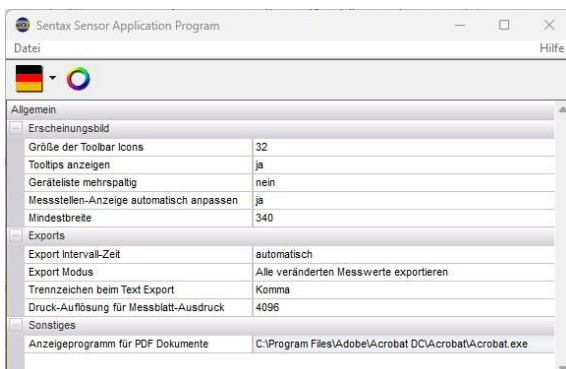 Sentax Sensor Application Program
Datei Hilfe
Allgemein
Erscheinungsbild
Größe der Toolbar Icons 32
Tooltips anzeigen ja
Geräteliste mehrspaltig nein
Messstellen-Anzeige automatisch anpassen ja
Mindestbreite 340
Exports
Export Intervall-Zeit automatisch
Export Modus Alle veränderten Messwerte exportieren
Trennzeichen beim Text Export Komma
Druck-Auflösung für Messblatt-Ausdruck 4096
Sonstiges
Anzeigeprogramm für PDF Dokumente C:\Program Files\Adobe\Acrobat DC\Acrobat\Acrobat.exe